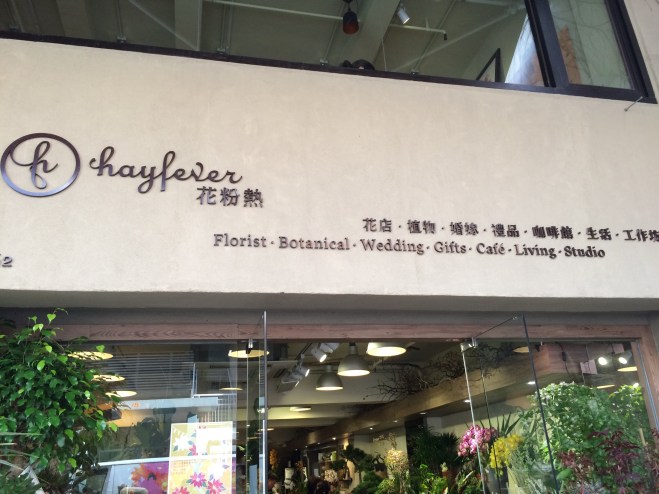 h hayfever
花粉熱
花店 · 植物 · 婚嫁 · 禮品 · 咖啡館 · 生活 · 工作坊
Florist · Botanical · Wedding · Gifts · Café · Living · Studio